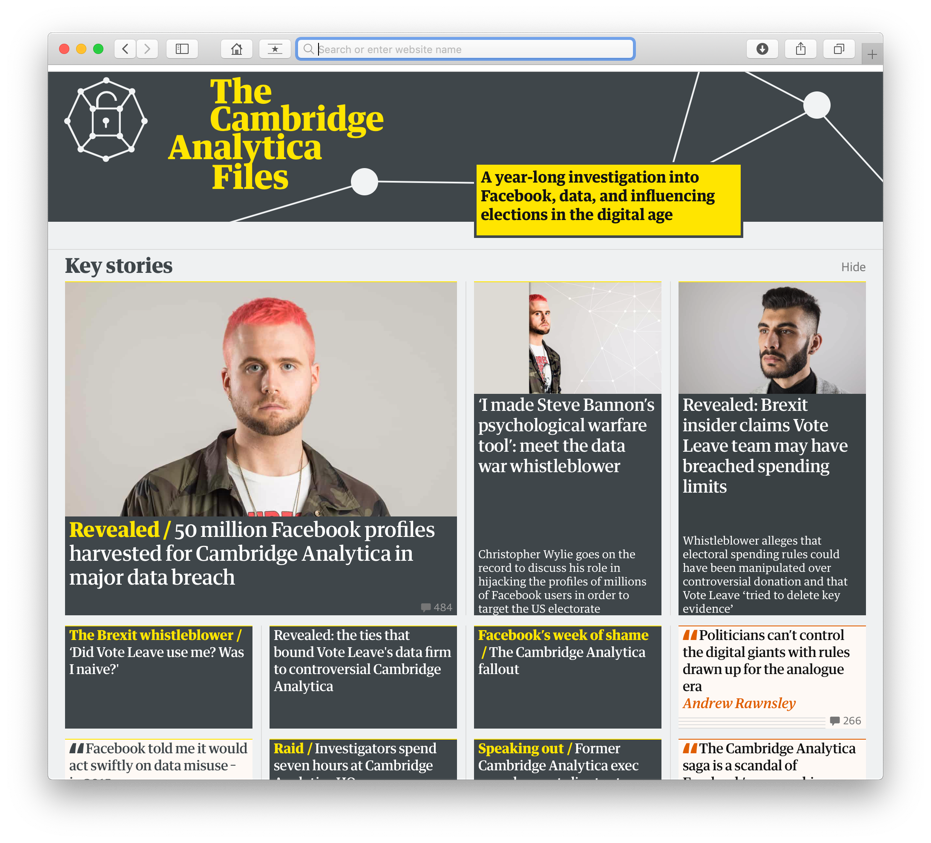 Search or enter website name
The
Cambridge
Analytica
Files
A year-long investigation into
Facebook, data, and influencing
elections in the digital age
Key stories
Hide
Revealed / 50 million Facebook profiles
harvested for Cambridge Analytica in
major data breach
484
‘I made Steve Bannon’s
psychological warfare
tool’: meet the data
war whistleblower
Christopher Wylie goes on the
record to discuss his role in
hijacking the profiles of millions
of Facebook users in order to
target the US electorate
Revealed: Brexit
insider claims Vote
Leave team may have
breached spending
limits
Whistleblower alleges that
electoral spending rules could
have been manipulated over
controversial donation and that
Vote Leave ‘tried to delete key
evidence’
The Brexit whistleblower /
'Did Vote Leave use me? Was
I naive?'
Revealed: the ties that
bound Vote Leave's data firm
to controversial Cambridge
Analytica
Facebook’s week of shame
/ The Cambridge Analytica
fallout
“Politicians can’t control
the digital giants with rules
drawn up for the analogue
era
Andrew Rawnsley
266
“Facebook told me it would
act swiftly on data misuse –
Raid / Investigators spend
seven hours at Cambridge
Speaking out / Former
Cambridge Analytica exec
“The Cambridge Analytica
saga is a scandal of